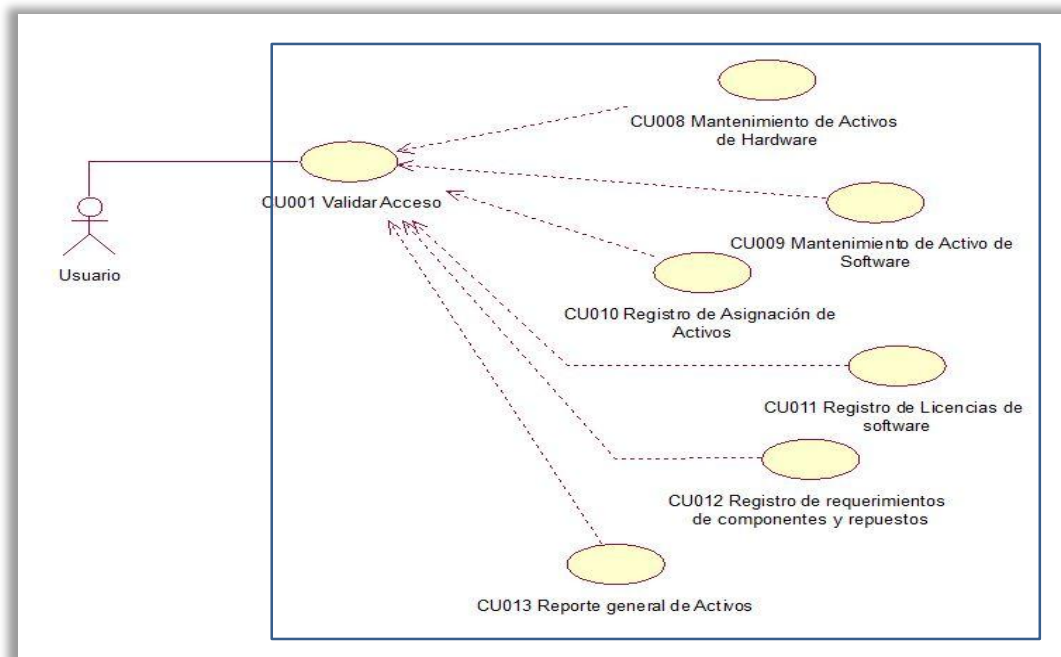 CU008 Mantenimiento de Activos
de Hardware
CU001 Validar Acceso
Usuario
CU009 Mantenimiento de Activo de
Software
CU010 Registro de Asignación de
Activos
CU011 Registro de Licencias de
software
CU012 Registro de requerimientos
de componentes y repuestos
CU013 Reporte general de Activos